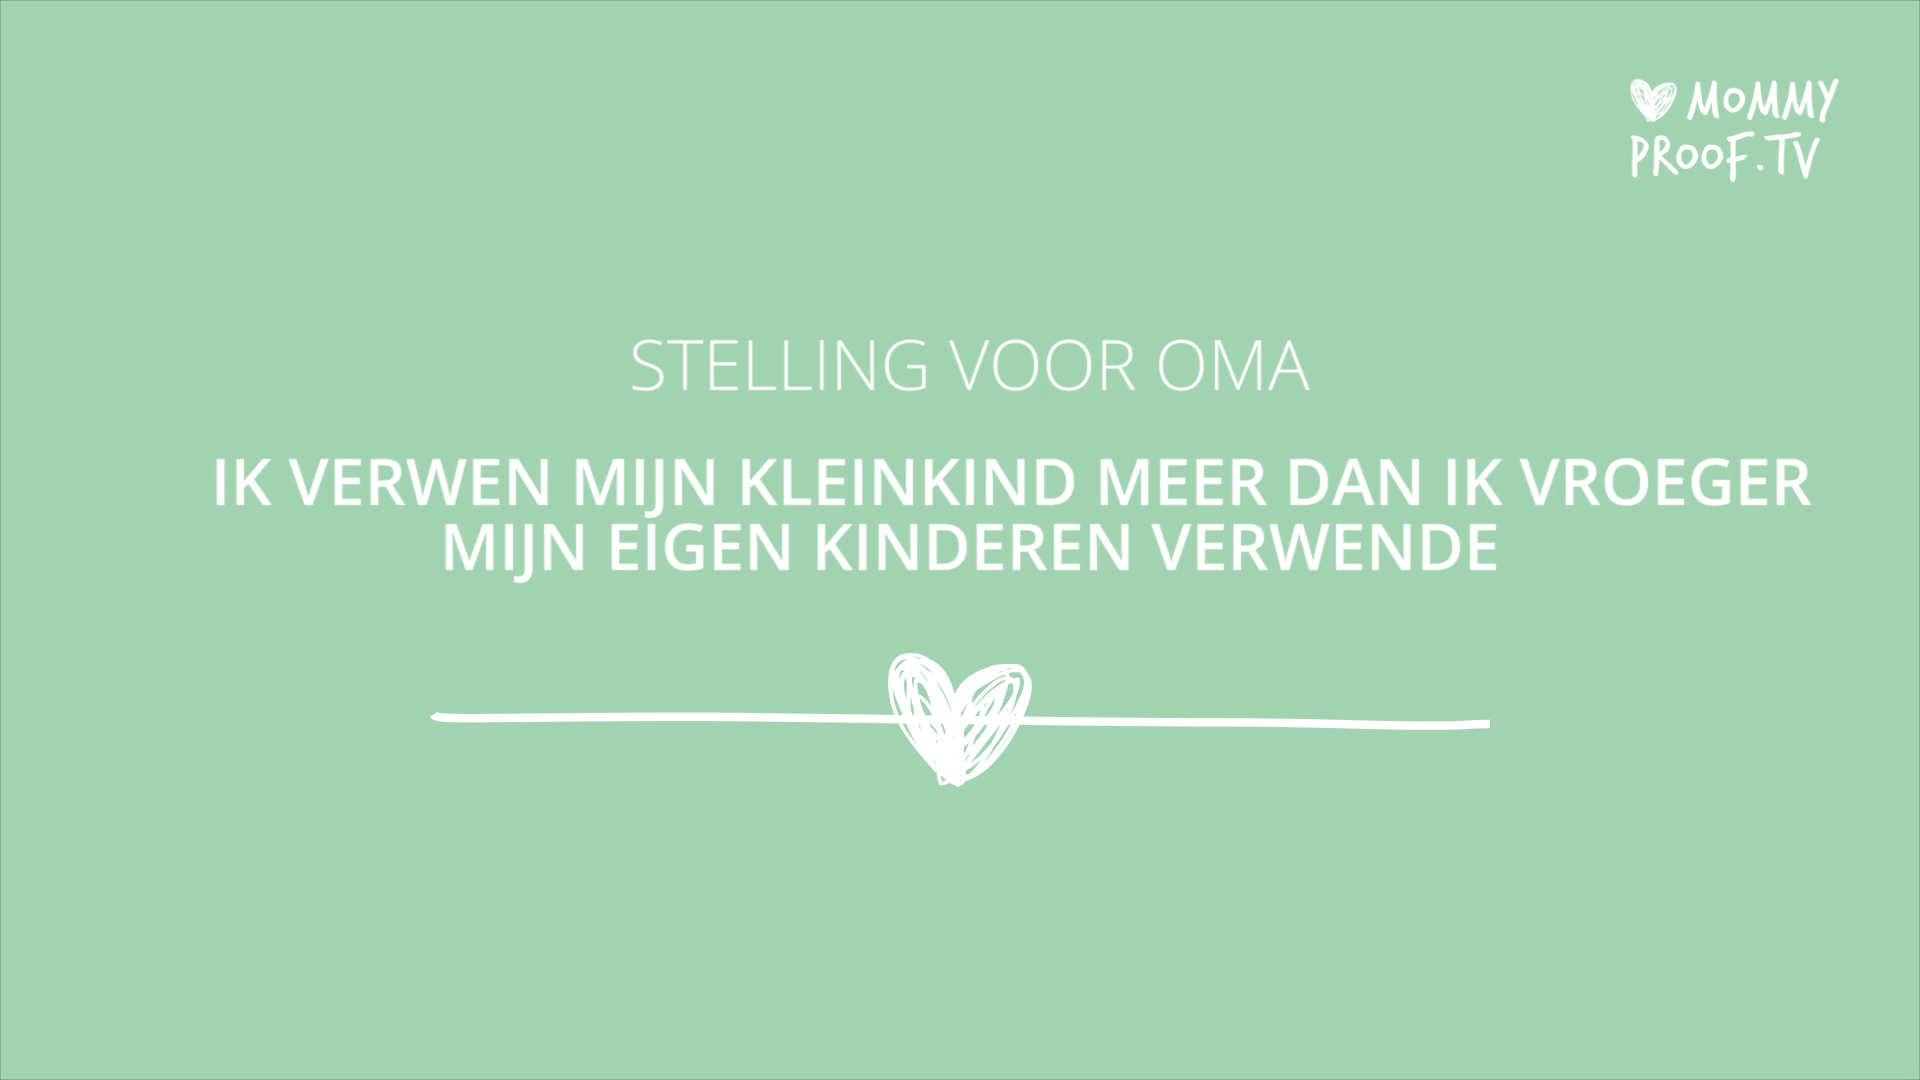 MOMMY
PROOF.TV
STELLING VOOR OMA
IK VERWEN MIJN KLEINKIND MEER DAN IK VROEGER
MIJN EIGEN KINDEREN VERWENDE